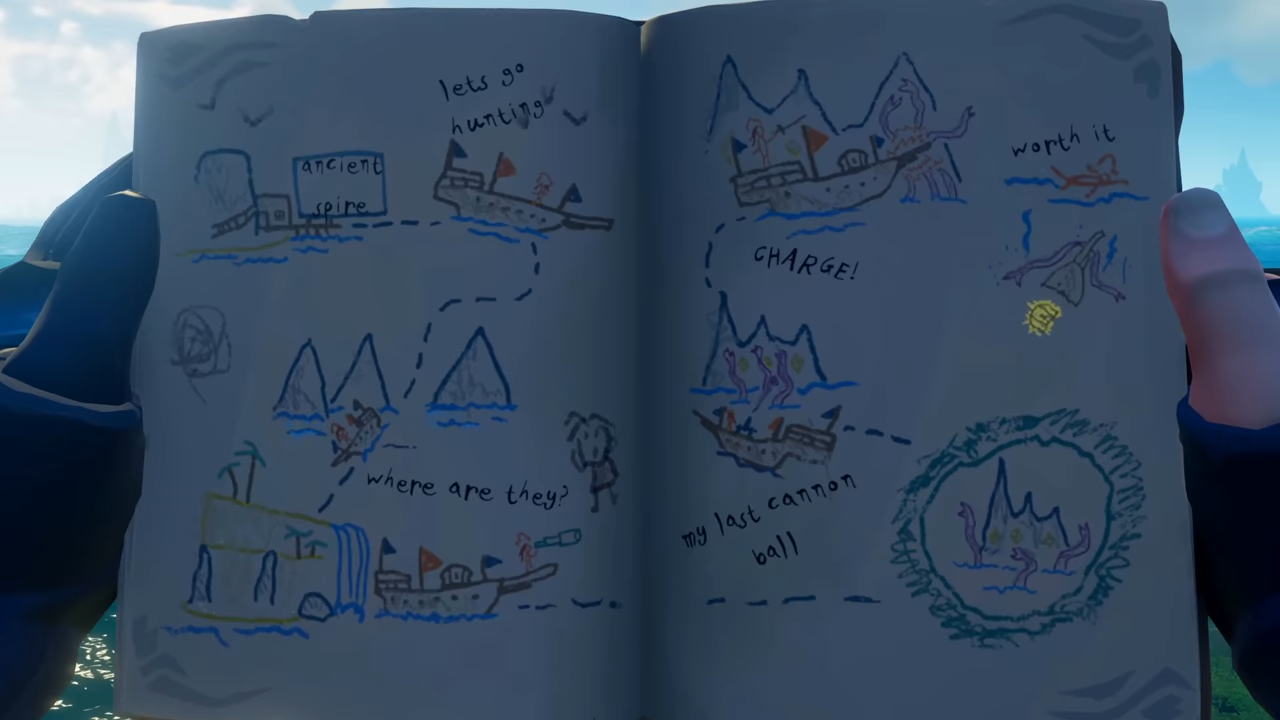 lets go
hunting
ancient
spire
where are they?
worth it
CHARGE!
my last cannon
ball